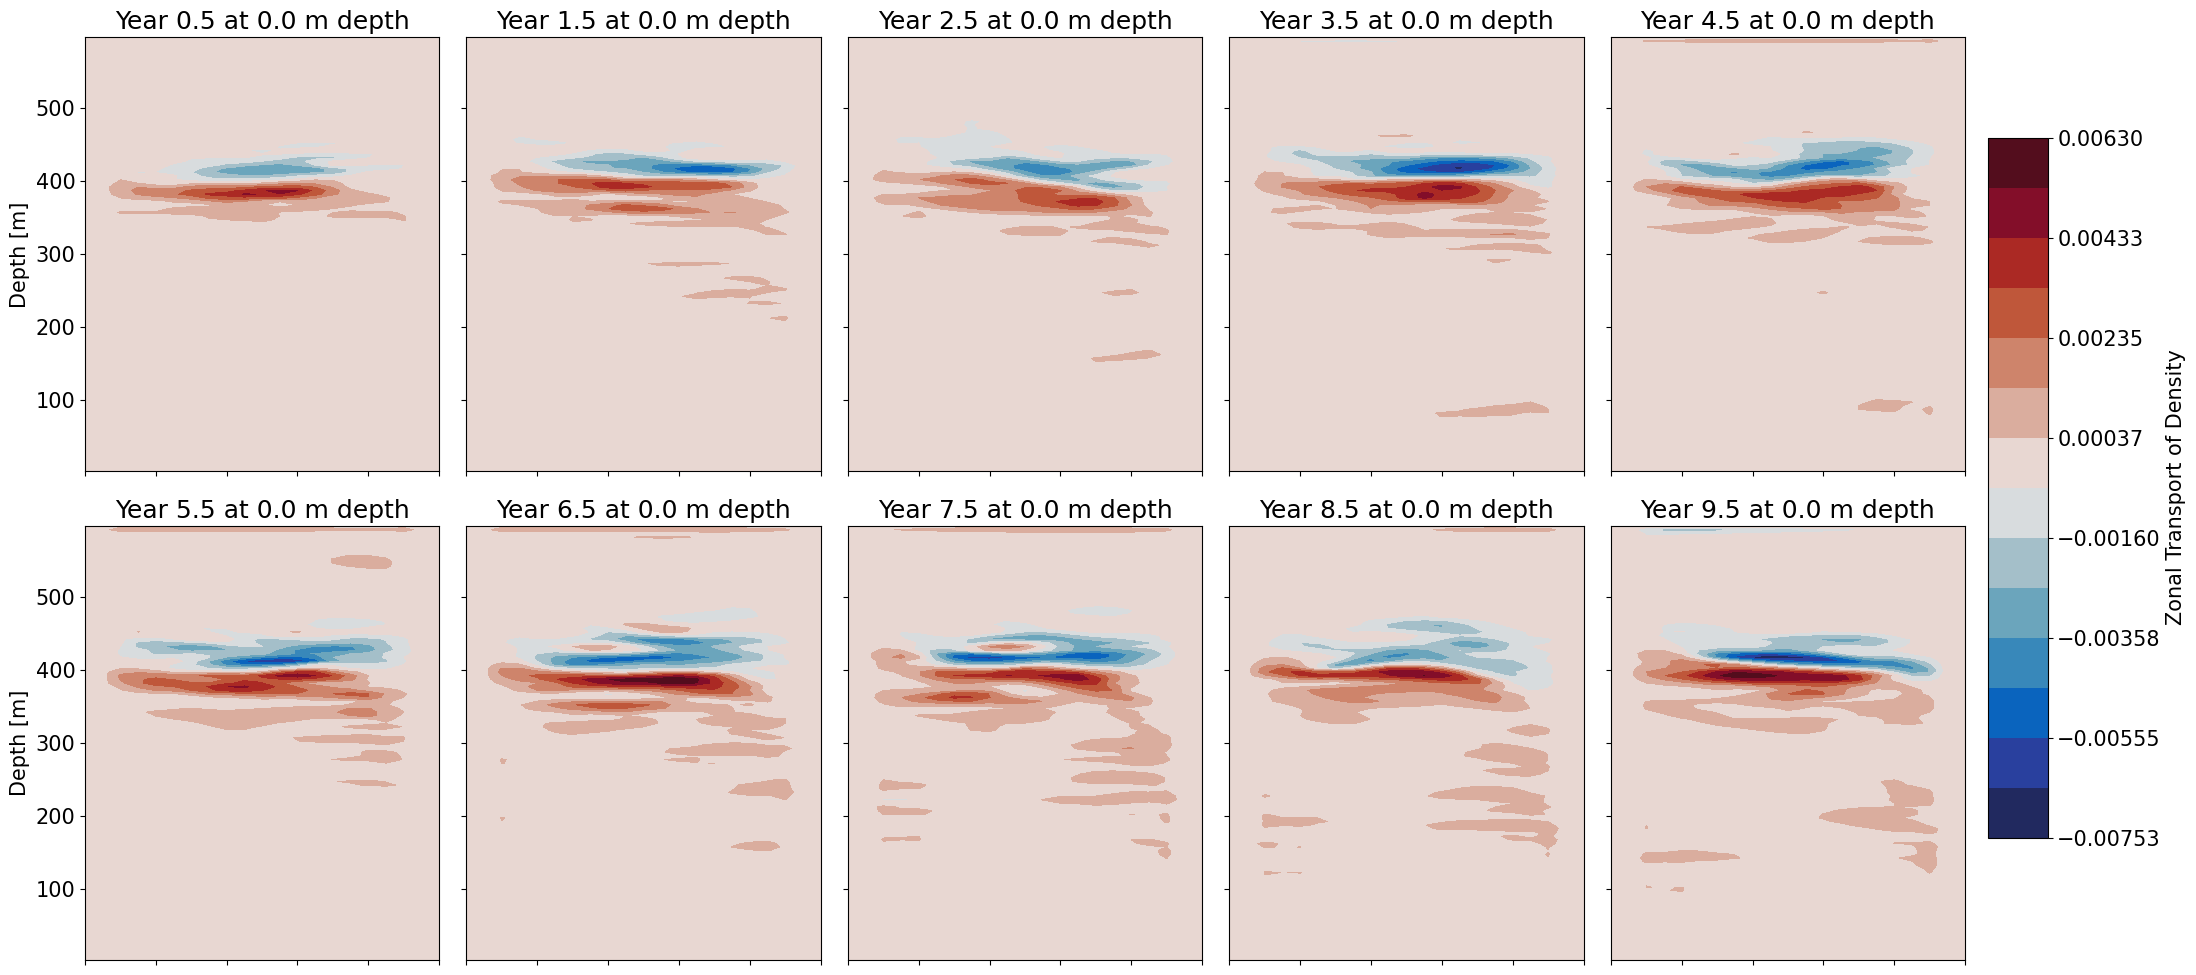 Year 0.5 at 0.0 m depth
Year 1.5 at 0.0 m depth
Year 2.5 at 0.0 m depth
Year 3.5 at 0.0 m depth
Year 4.5 at 0.0 m depth
500
400
300
200
100
Depth [m]
Year 5.5 at 0.0 m depth
Year 6.5 at 0.0 m depth
Year 7.5 at 0.0 m depth
Year 8.5 at 0.0 m depth
Year 9.5 at 0.0 m depth
500
400
300
200
100
Depth [m]
0.00630
0.00433
0.00235
0.00037
−0.00160
−0.00358
−0.00555
−0.00753
Zonal Transport of Density